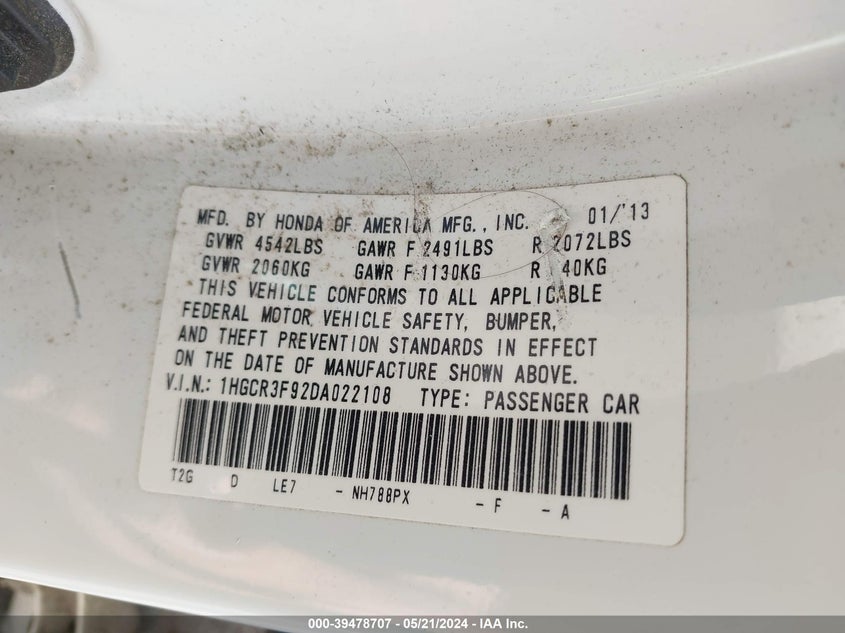 MFD. BY HONDA OF AMERICA MFG., INC. 01/'13
GVWR 4542LBS GAWR F 2491LBS R 2072LBS
GVWR 2060KG GAWR F 1130KG R 40KG
THIS VEHICLE CONFORMS TO ALL APPLICABLE
FEDERAL MOTOR VEHICLE SAFETY, BUMPER,
AND THEFT PREVENTION STANDARDS IN EFFECT
ON THE DATE OF MANUFACTURE SHOWN ABOVE.
V.I.N.: 1HGCR3F92DA022108 TYPE: PASSENGER CAR
T2G D LE7 - NH788PX - F - A
000-39478707 - 05/21/2024 - IAA Inc.